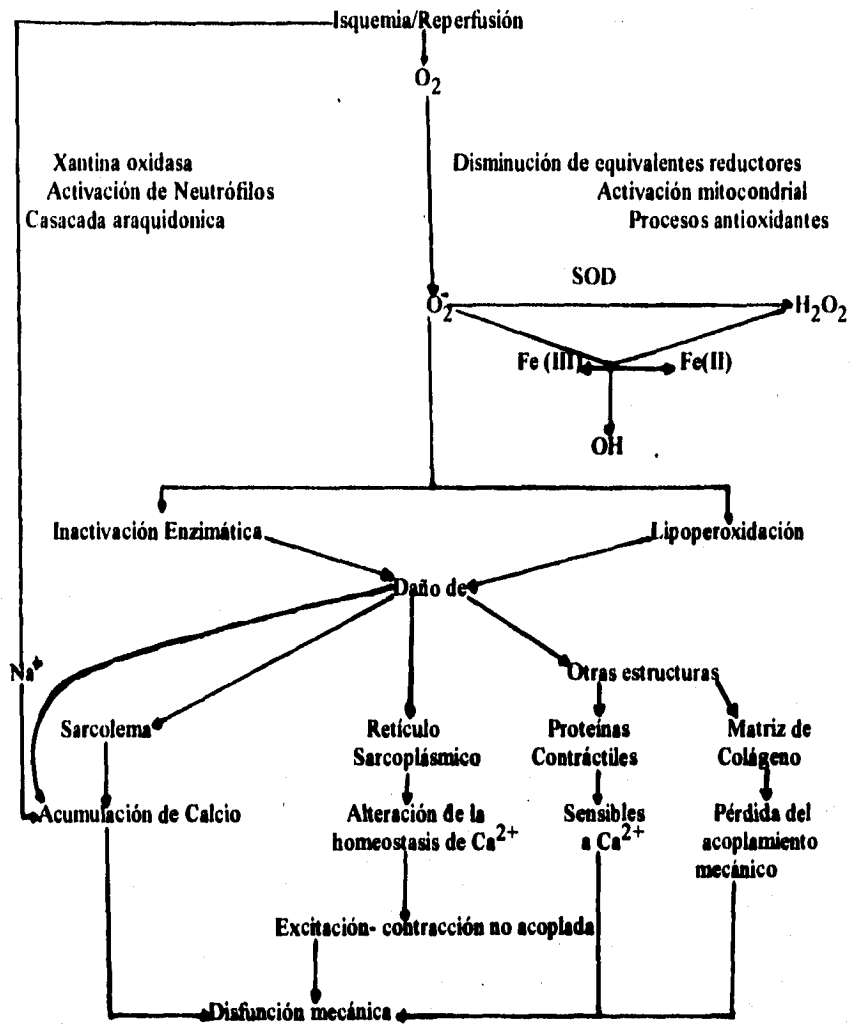 Isquemia/Reperfusión
O2
Xantina oxidasa
Activación de Neutrófilos
Casacada araquidonica
Disminución de equivalentes reductores
Activación mitocondrial
Procesos antioxidantes
SOD
O2-
H2O2
Fe (III)
Fe(II)
OH
Inactivación Enzimática
Lipoperoxidación
Daño de
Na+
Otras estructuras
Sarcolema
Retículo
Sarcoplásmico
Proteínas
Contráctiles
Matriz de
Colágeno
Acumulación de Calcio
Alteración de la
homeostasis de Ca2+
Sensibles
a Ca2+
Pérdida del
acoplamiento
mecánico
Excitación- contracción no acoplada
Disfunción mecánica